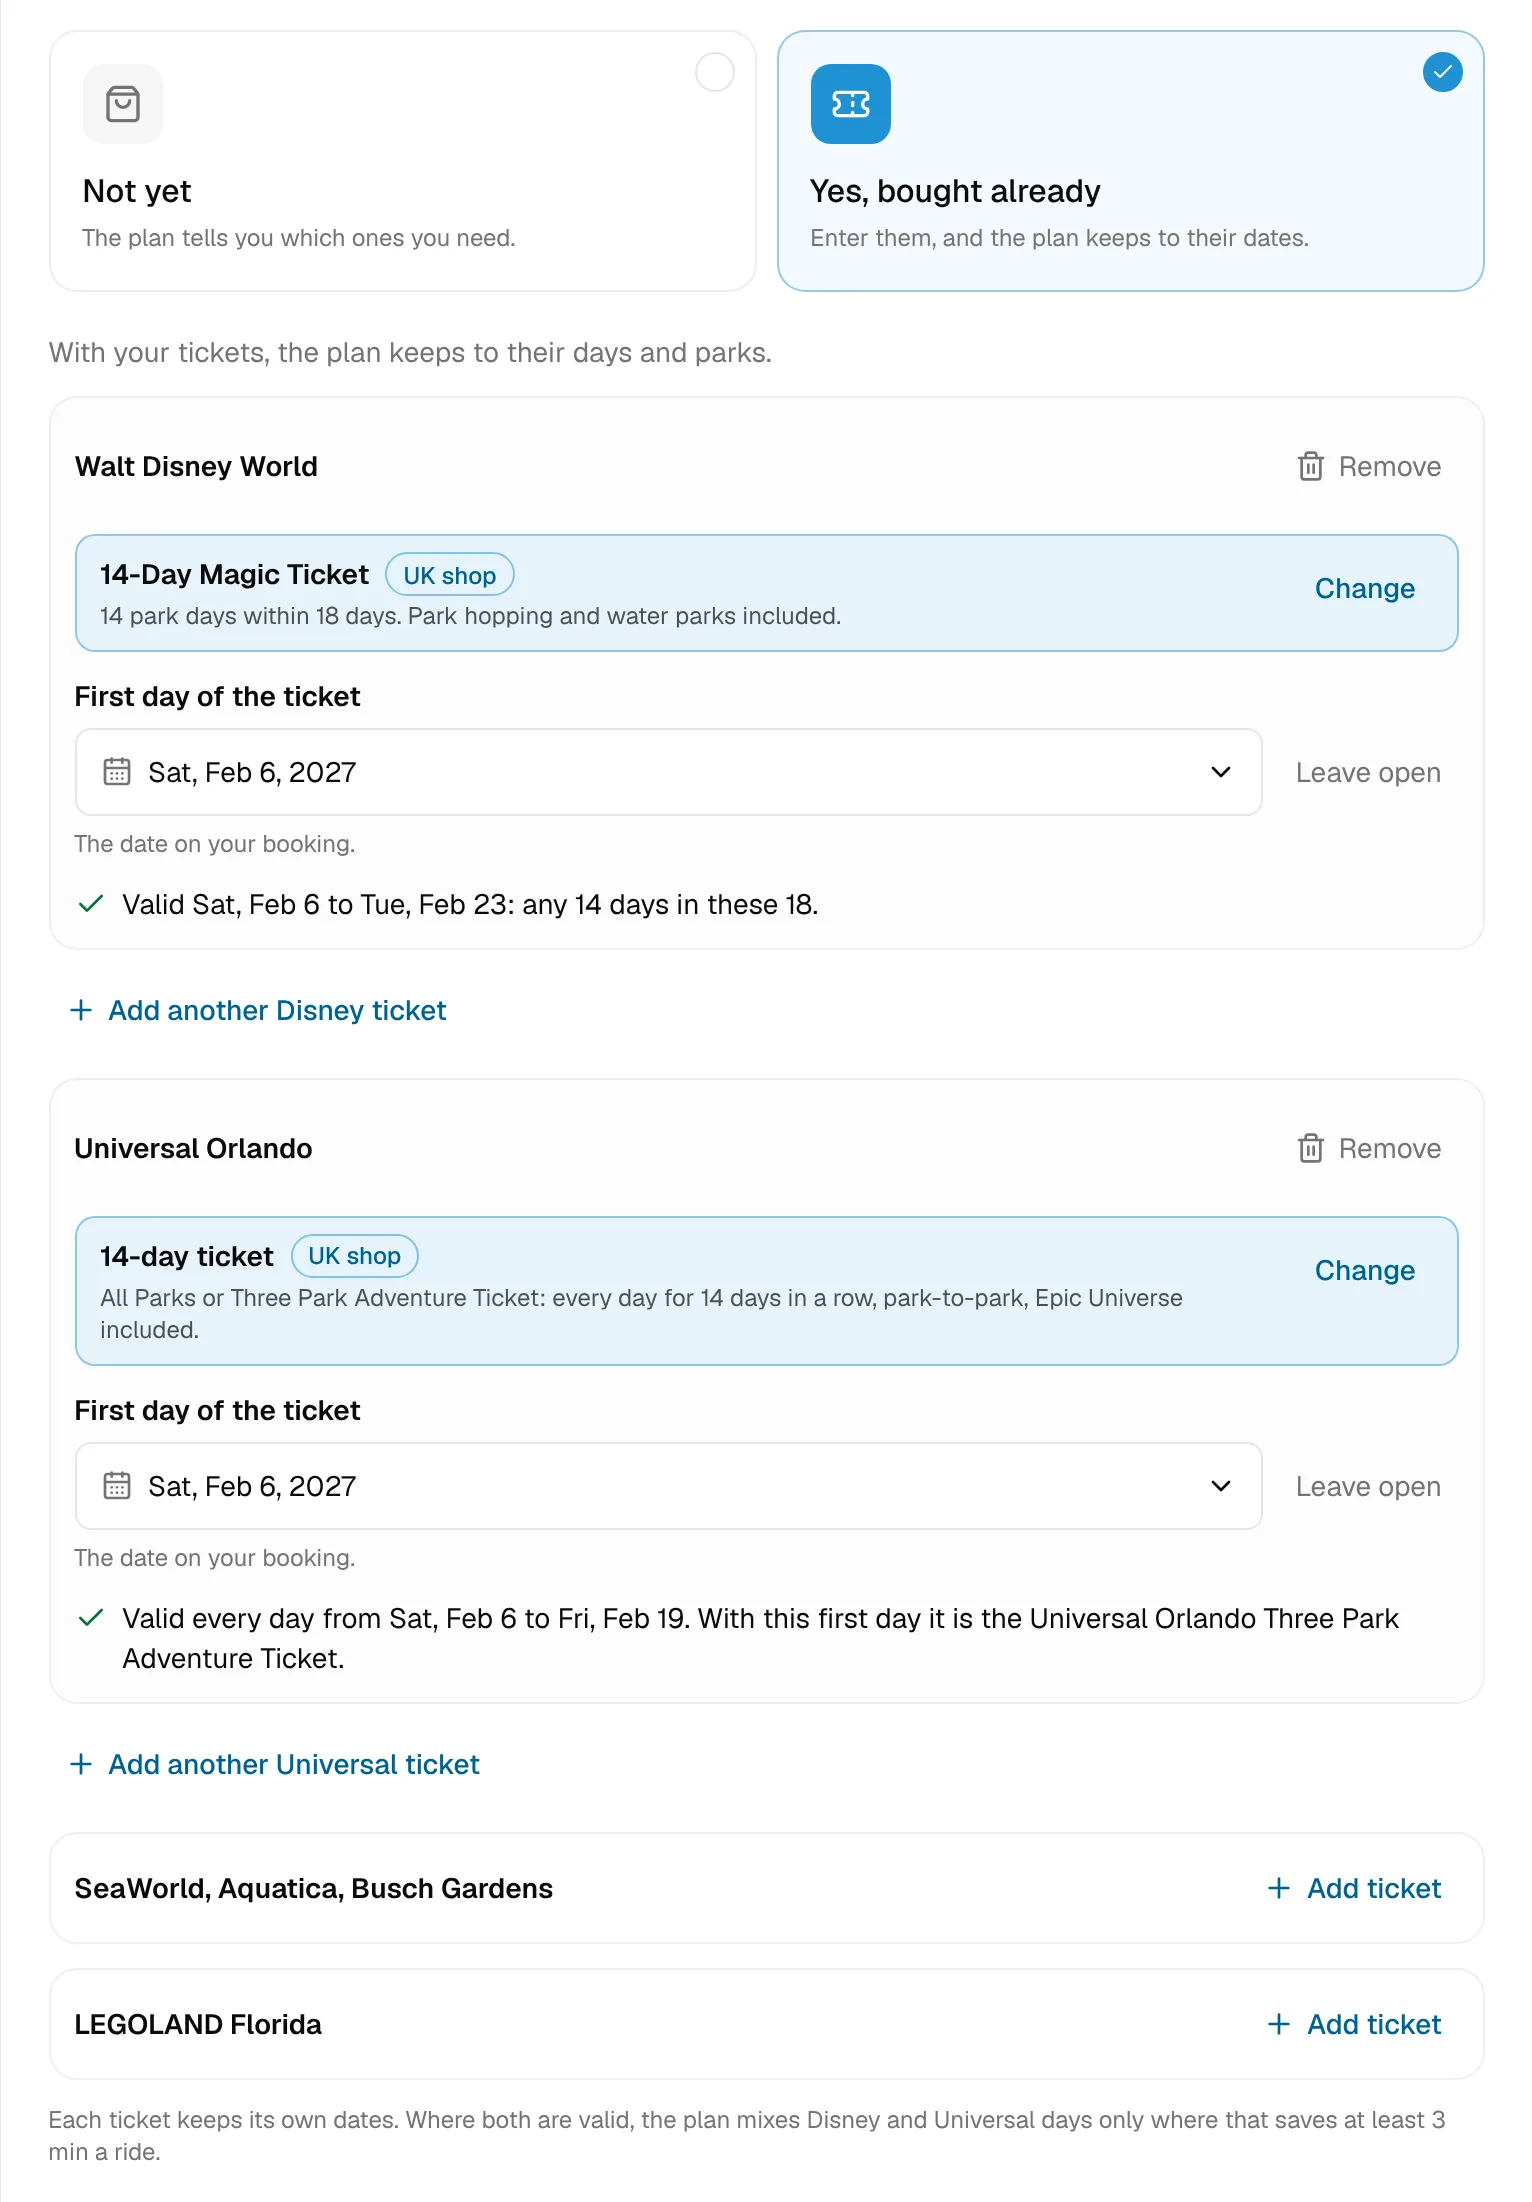 Not yet
The plan tells you which ones you need.
Yes, bought already
Enter them, and the plan keeps to their dates.
With your tickets, the plan keeps to their days and parks.
Walt Disney World
Remove
14-Day Magic Ticket UK shop
14 park days within 18 days. Park hopping and water parks included.
Change
First day of the ticket
Sat, Feb 6, 2027
Leave open
The date on your booking.
Valid Sat, Feb 6 to Tue, Feb 23: any 14 days in these 18.
Add another Disney ticket
Universal Orlando
Remove
14-day ticket UK shop
All Parks or Three Park Adventure Ticket: every day for 14 days in a row, park-to-park, Epic Universe
included.
Change
First day of the ticket
Sat, Feb 6, 2027
Leave open
The date on your booking.
Valid every day from Sat, Feb 6 to Fri, Feb 19. With this first day it is the Universal Orlando Three Park
Adventure Ticket.
Add another Universal ticket
SeaWorld, Aquatica, Busch Gardens
Add ticket
LEGOLAND Florida
Add ticket
Each ticket keeps its own dates. Where both are valid, the plan mixes Disney and Universal days only where that saves at least 3
min a ride.